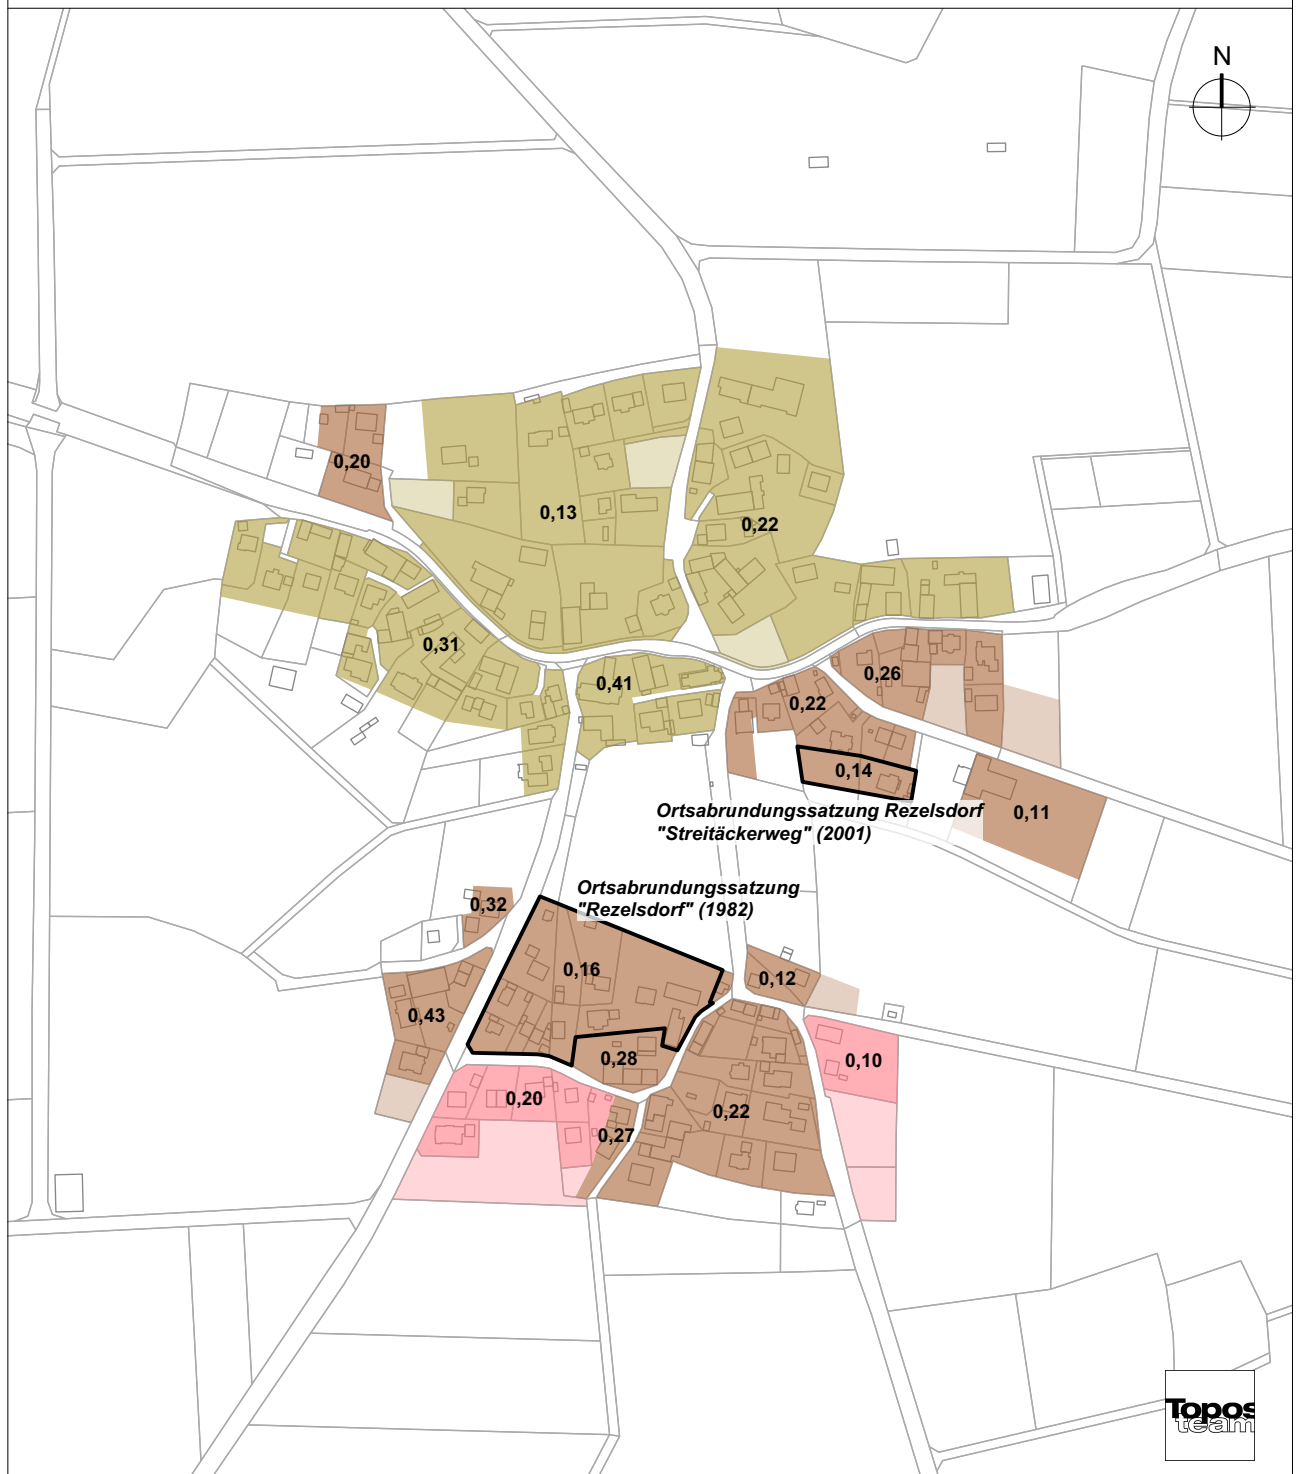 N
0,20
0,13
0,22
0,31
0,41
0,26
0,22
0,14
0,11
Ortsabrundungssatzung Rezelsdorf
"Streitäckerweg" (2001)
Ortsabrundungssatzung
"Rezelsdorf" (1982)
0,32
0,16
0,12
0,43
0,28
0,10
0,20
0,22
0,27
Topos
team